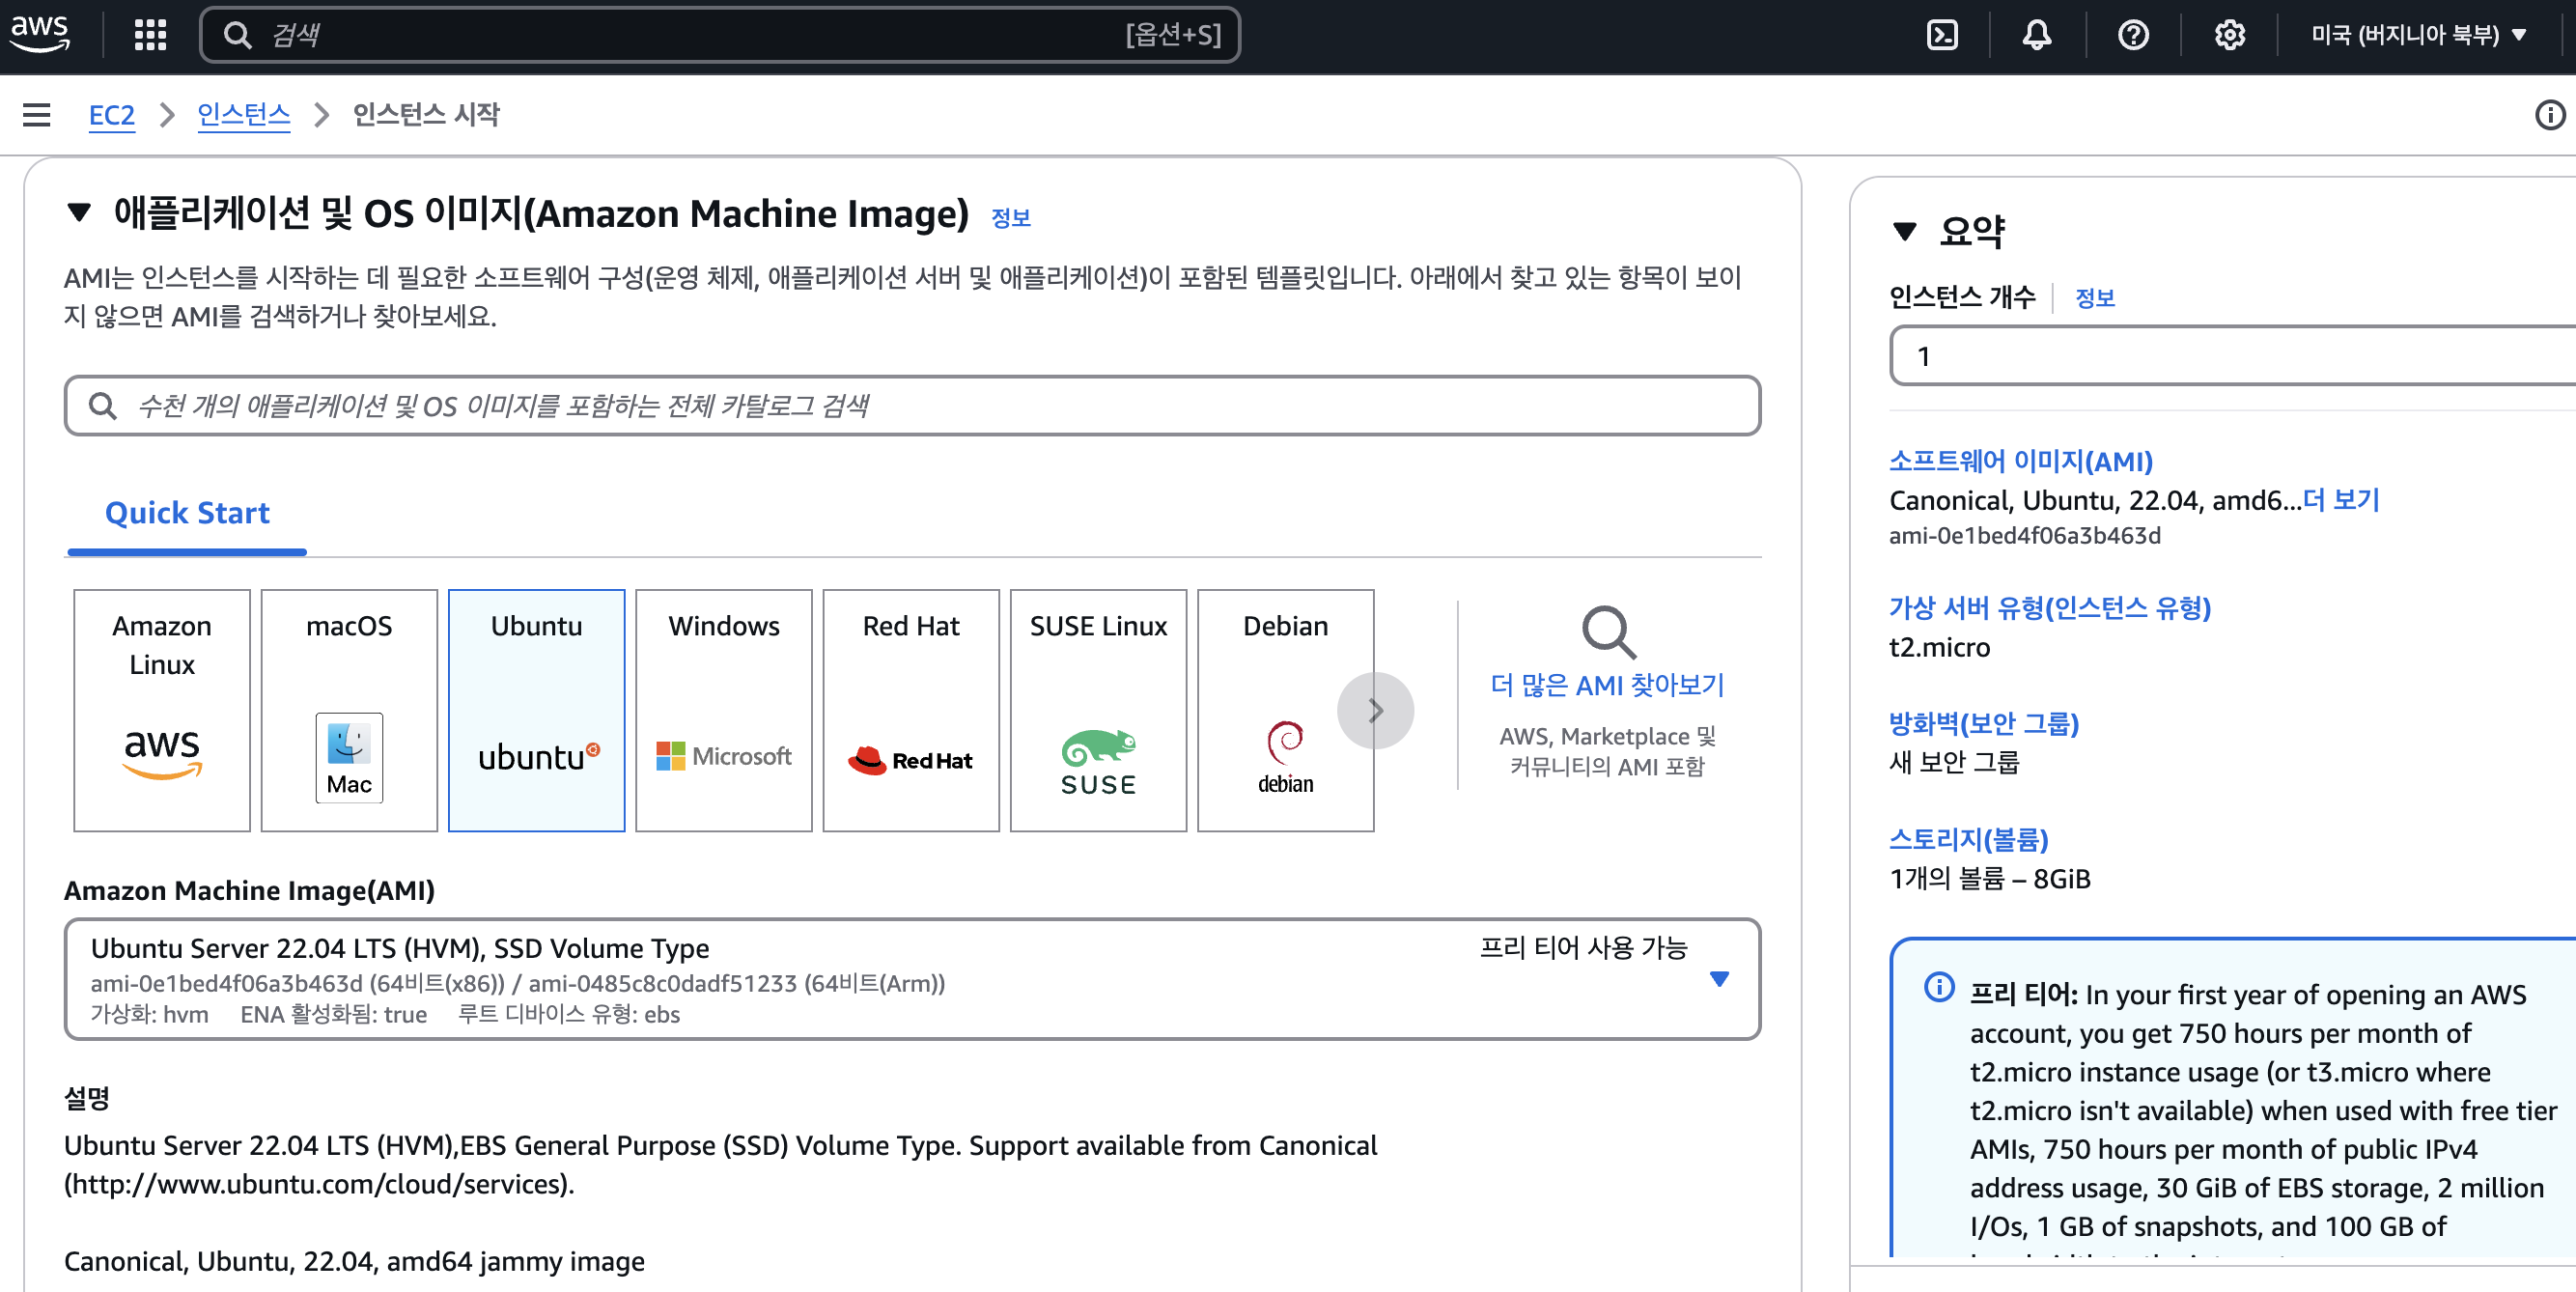 aws
검색
[옵션+S]
미국 (버지니아 북부)
EC2
인스턴스
인스턴스 시작
애플리케이션 및 OS 이미지(Amazon Machine Image) 정보
AMI는 인스턴스를 시작하는 데 필요한 소프트웨어 구성(운영 체제, 애플리케이션 서버 및 애플리케이션)이 포함된 템플릿입니다. 아래에서 찾고 있는 항목이 보이
지 않으면 AMI를 검색하거나 찾아보세요.
수천 개의 애플리케이션 및 OS 이미지를 포함하는 전체 카탈로그 검색
Quick Start
Amazon
Linux
aws
macOS
Mac
Ubuntu
ubuntu
Windows
Microsoft
Red Hat
Red Hat
SUSE Linux
SUSE
Debian
debian
더 많은 AMI 찾아보기
AWS, Marketplace 및
커뮤니티의 AMI 포함
Amazon Machine Image(AMI)
Ubuntu Server 22.04 LTS (HVM), SSD Volume Type
프리 티어 사용 가능
ami-0e1bed4f06a3b463d (64비트(x86)) / ami-0485c8c0dadf51233 (64비트(Arm))
가상화: hvm ENA 활성화됨: true 루트 디바이스 유형: ebs
설명
Ubuntu Server 22.04 LTS (HVM),EBS General Purpose (SSD) Volume Type. Support available from Canonical
(http://www.ubuntu.com/cloud/services).
Canonical, Ubuntu, 22.04, amd64 jammy image
요약
인스턴스 개수
정보
1
소프트웨어 이미지(AMI)
Canonical, Ubuntu, 22.04, amd6...더 보기
ami-0e1bed4f06a3b463d
가상 서버 유형(인스턴스 유형)
t2.micro
방화벽(보안 그룹)
새 보안 그룹
스토리지(볼륨)
1개의 볼륨 – 8GiB
프리 티어: In your first year of opening an AWS
account, you get 750 hours per month of
t2.micro instance usage (or t3.micro where
t2.micro isn't available) when used with free tier
AMIs, 750 hours per month of public IPv4
address usage, 30 GiB of EBS storage, 2 million
I/Os, 1 GB of snapshots, and 100 GB of